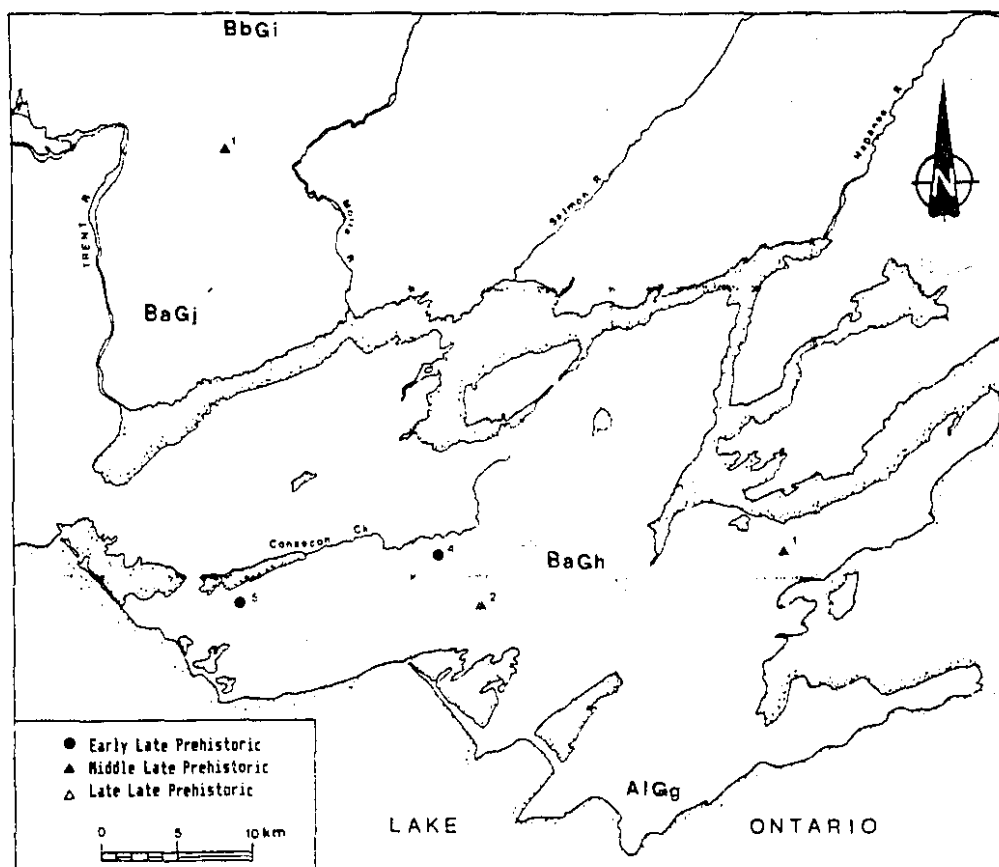 BbGi
1
TRENT R
Moira R
Salmon R
Napanee R
N
BaGj
Consecon Ck
4
5
2
BaGh
1
Early Late Prehistoric
Middle Late Prehistoric
Late Late Prehistoric
0 5 10 km
LAKE ONTARIO
AlGg